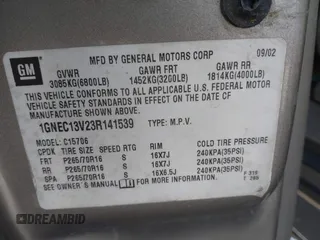 GM
MFD BY GENERAL MOTORS CORP 09/02
GVWR GAWR FRT GAWR RR
3085KG(6800LB) 1452KG(3200LB) 1814KG(4000LB)
THIS VEHICLE CONFORMS TO ALL APPLICABLE U.S. FEDERAL MOTOR
VEHICLE SAFETY AND THEFT PREVENTION STANDARDS IN EFFECT ON
THE DATE OF MANUFACTURE SHOWN ABOVE.
1GNEC13V23R141539 TYPE: M.P.V.
MODEL: C15706
CPDK TIRE SIZE SPEED RTG RIM COLD TIRE PRESSURE
FRT P265/70R16 S 16X7J 240KPA(35PSI)
RR P265/70R16 S 16X7J 240KPA(35PSI)
SPA P265/70R16 S 16X6.5J 240KPA(35PSI)
SEE OWNER'S MANUAL FOR ADDITIONAL INFORMATION.
DREAMBID